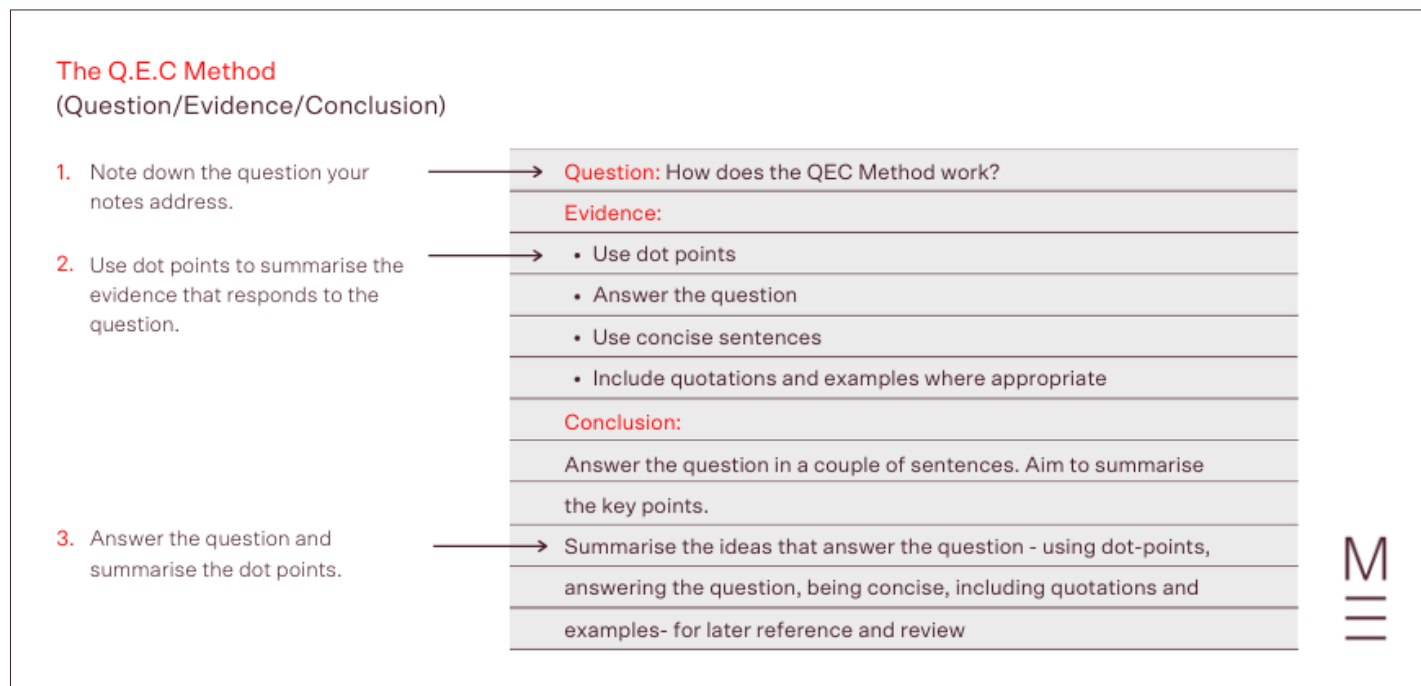 The Q.E.C Method
(Question/Evidence/Conclusion)
1. Note down the question your
notes address.
2. Use dot points to summarise the
evidence that responds to the
question.
3. Answer the question and
summarise the dot points.
Question: How does the QEC Method work?
Evidence:
• Use dot points
• Answer the question
• Use concise sentences
• Include quotations and examples where appropriate
Conclusion:
Answer the question in a couple of sentences. Aim to summarise
the key points.
Summarise the ideas that answer the question - using dot-points,
answering the question, being concise, including quotations and
examples- for later reference and review
M